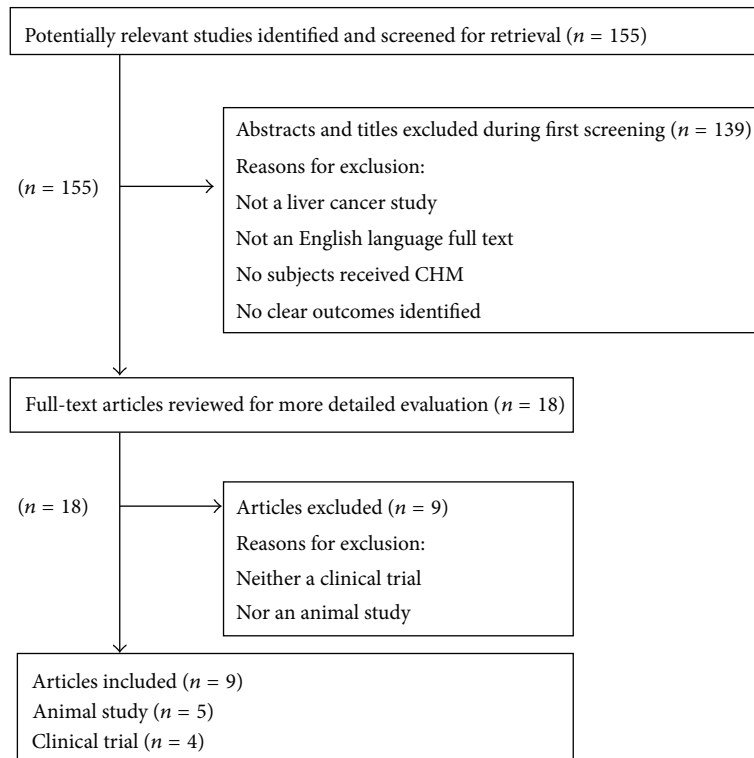 Potentially relevant studies identified and screened for retrieval (n = 155)
Abstracts and titles excluded during first screening (n = 139)
Reasons for exclusion:
(n = 155)
Not a liver cancer study
Not an English language full text
No subjects received CHM
No clear outcomes identified
Full-text articles reviewed for more detailed evaluation (n = 18)
(n = 18)
Articles excluded (n = 9)
Reasons for exclusion:
Neither a clinical trial
Nor an animal study
Articles included (n = 9)
Animal study (n = 5)
Clinical trial (n = 4)